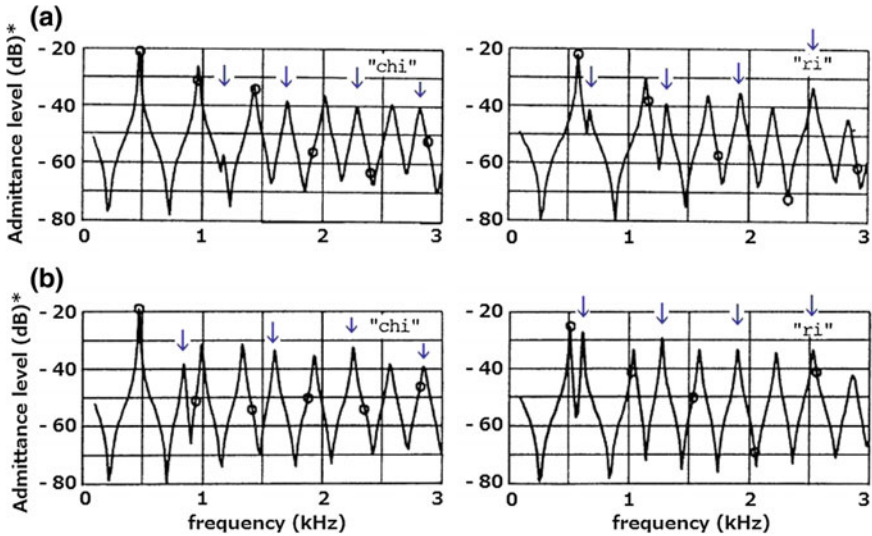 (a)
Admittance level (dB)*
- 20
- 40
- 60
- 80
"chi"
0 1 2 3
- 20
- 40
- 60
- 80
"ri"
0 1 2 3
(b)
Admittance level (dB)*
- 20
- 40
- 60
- 80
"chi"
0 1 2 3
frequency (kHz)
- 20
- 40
- 60
- 80
"ri"
0 1 2 3
frequency (kHz)